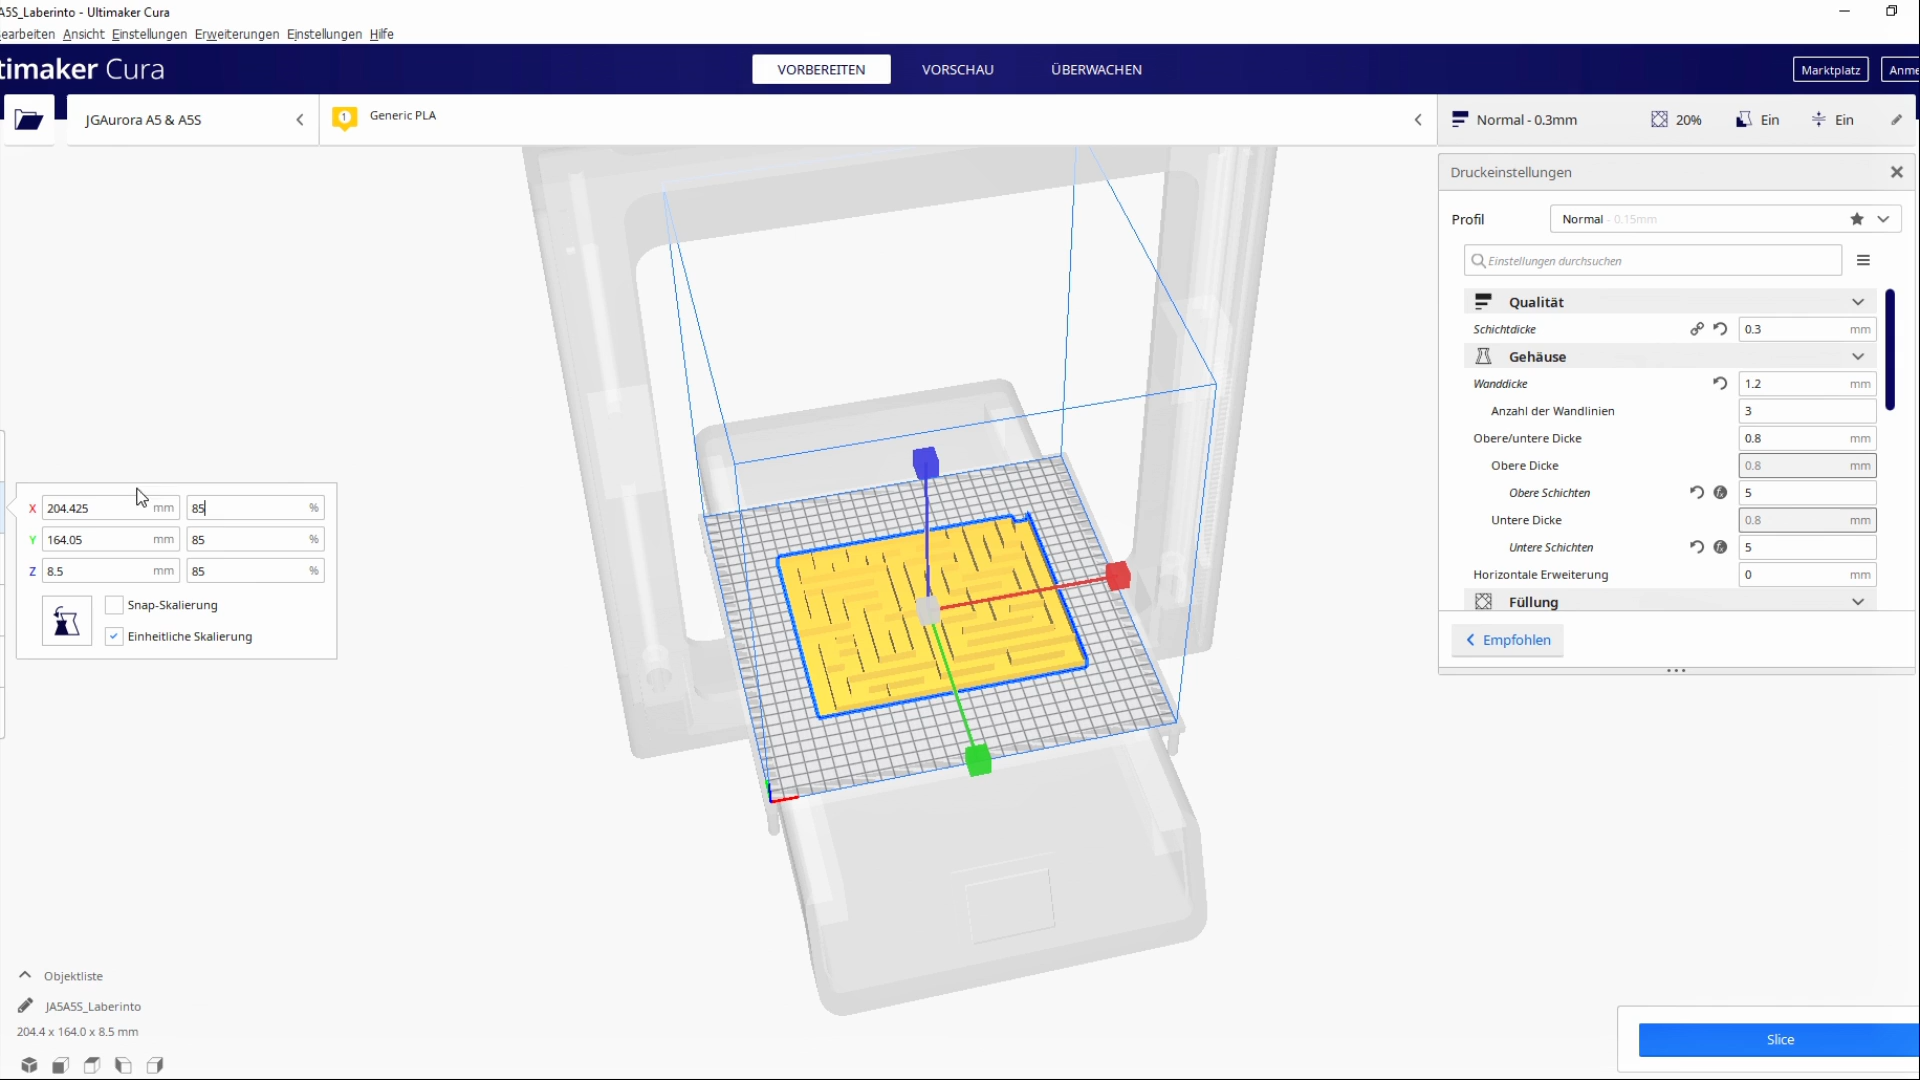 A5S_Laberinto - Ultimaker Cura
earbeiten Ansicht Einstellungen Erweiterungen Einstellungen Hilfe
timaker Cura
VORBEREITEN VORSCHAU ÜBERWACHEN
Marktplatz Anme
JGAurora A5 & A5S
1 Generic PLA
Normal - 0.3mm 20% Ein Ein
Druckeinstellungen
Profil Normal - 0.15mm
Einstellungen durchsuchen
Qualität
Schichtdicke 0.3 mm
Gehäuse
Wanddicke 1.2 mm
Anzahl der Wandlinien 3
Obere/untere Dicke 0.8 mm
Obere Dicke 0.8 mm
Obere Schichten 5
Untere Dicke 0.8 mm
Untere Schichten 5
Horizontale Erweiterung 0 mm
Füllung
Empfohlen
X 204.425 mm 85 %
Y 164.05 mm 85 %
Z 8.5 mm 85 %
Snap-Skalierung
Einheitliche Skalierung
Objektliste
JA5A5S_Laberinto
204.4 x 164.0 x 8.5 mm
Slice